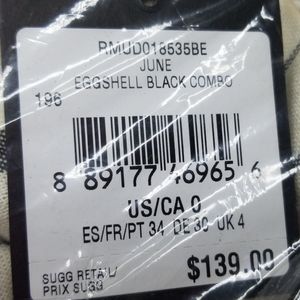 RMUD018535BE
JUNE
EGGSHELL BLACK COMBO
196
8 89177 46965 6
US/CA 0
ES/FR/PT 34 DE 30 UK 4
SUGG RETAIL/
PRIX SUGG
$139.00